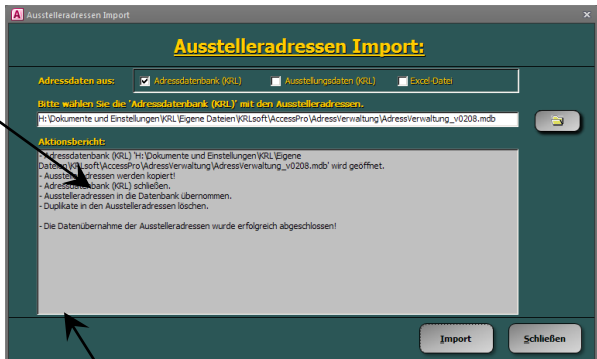 Ausstelleradressen Import
Ausstelleradressen Import:
Adressdaten aus: Adressdatenbank (KRL) Ausstellungsdaten (KRL) Excel-Datei
Bitte wählen Sie die 'Adressdatenbank (KRL)' mit den Ausstelleradressen.
H:\Dokumente und Einstellungen\KRL\Eigene Dateien\KRLsoft\AccessPro\AdressVerwaltung\AdressVerwaltung_v0208.mdb
Aktionsbericht:
- Adressdatenbank (KRL) 'H:\Dokumente und Einstellungen\KRL\Eigene
Dateien\KRLsoft\AccessPro\AdressVerwaltung\AdressVerwaltung_v0208.mdb' wird geöffnet.
- Ausstelleradressen werden kopiert!
- Adressdatenbank (KRL) schließen.
- Ausstelleradressen in die Datenbank übernommen.
- Duplikate in den Ausstelleradressen löschen.
- Die Datenübernahme der Ausstelleradressen wurde erfolgreich abgeschlossen!
Import Schließen